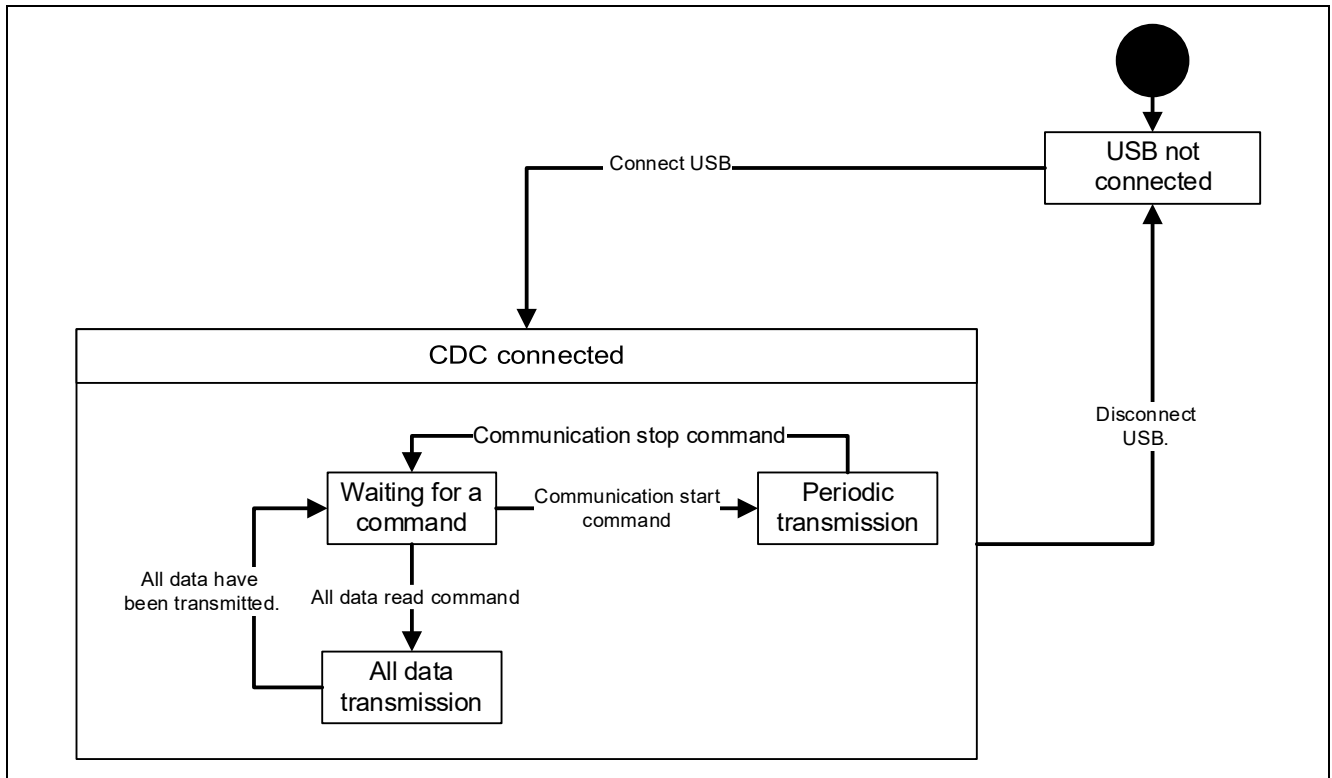 USB not
connected
Connect USB
CDC connected
Disconnect
USB.
Communication stop command
Waiting for a
command
Communication start
command
Periodic
transmission
All data have
been transmitted.
All data read command
All data
transmission